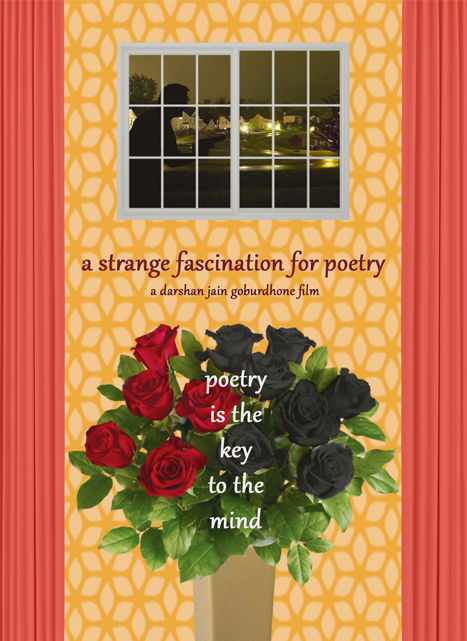 a strange fascination for poetry
a darshan jain goburdhone film
poetry
is the
key
to the
mind